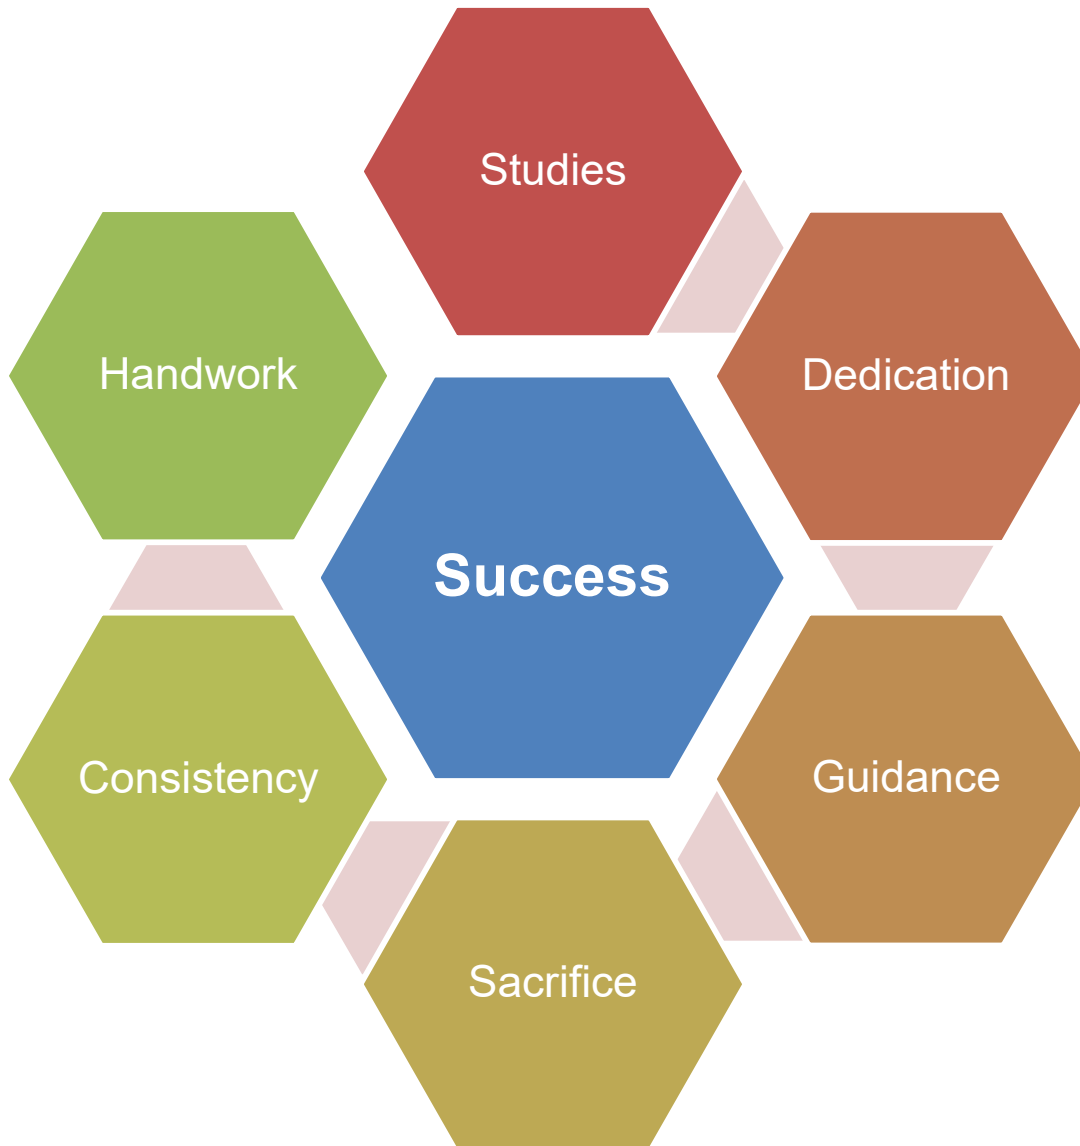 Studies
Handwork
Dedication
Success
Consistency
Guidance
Sacrifice